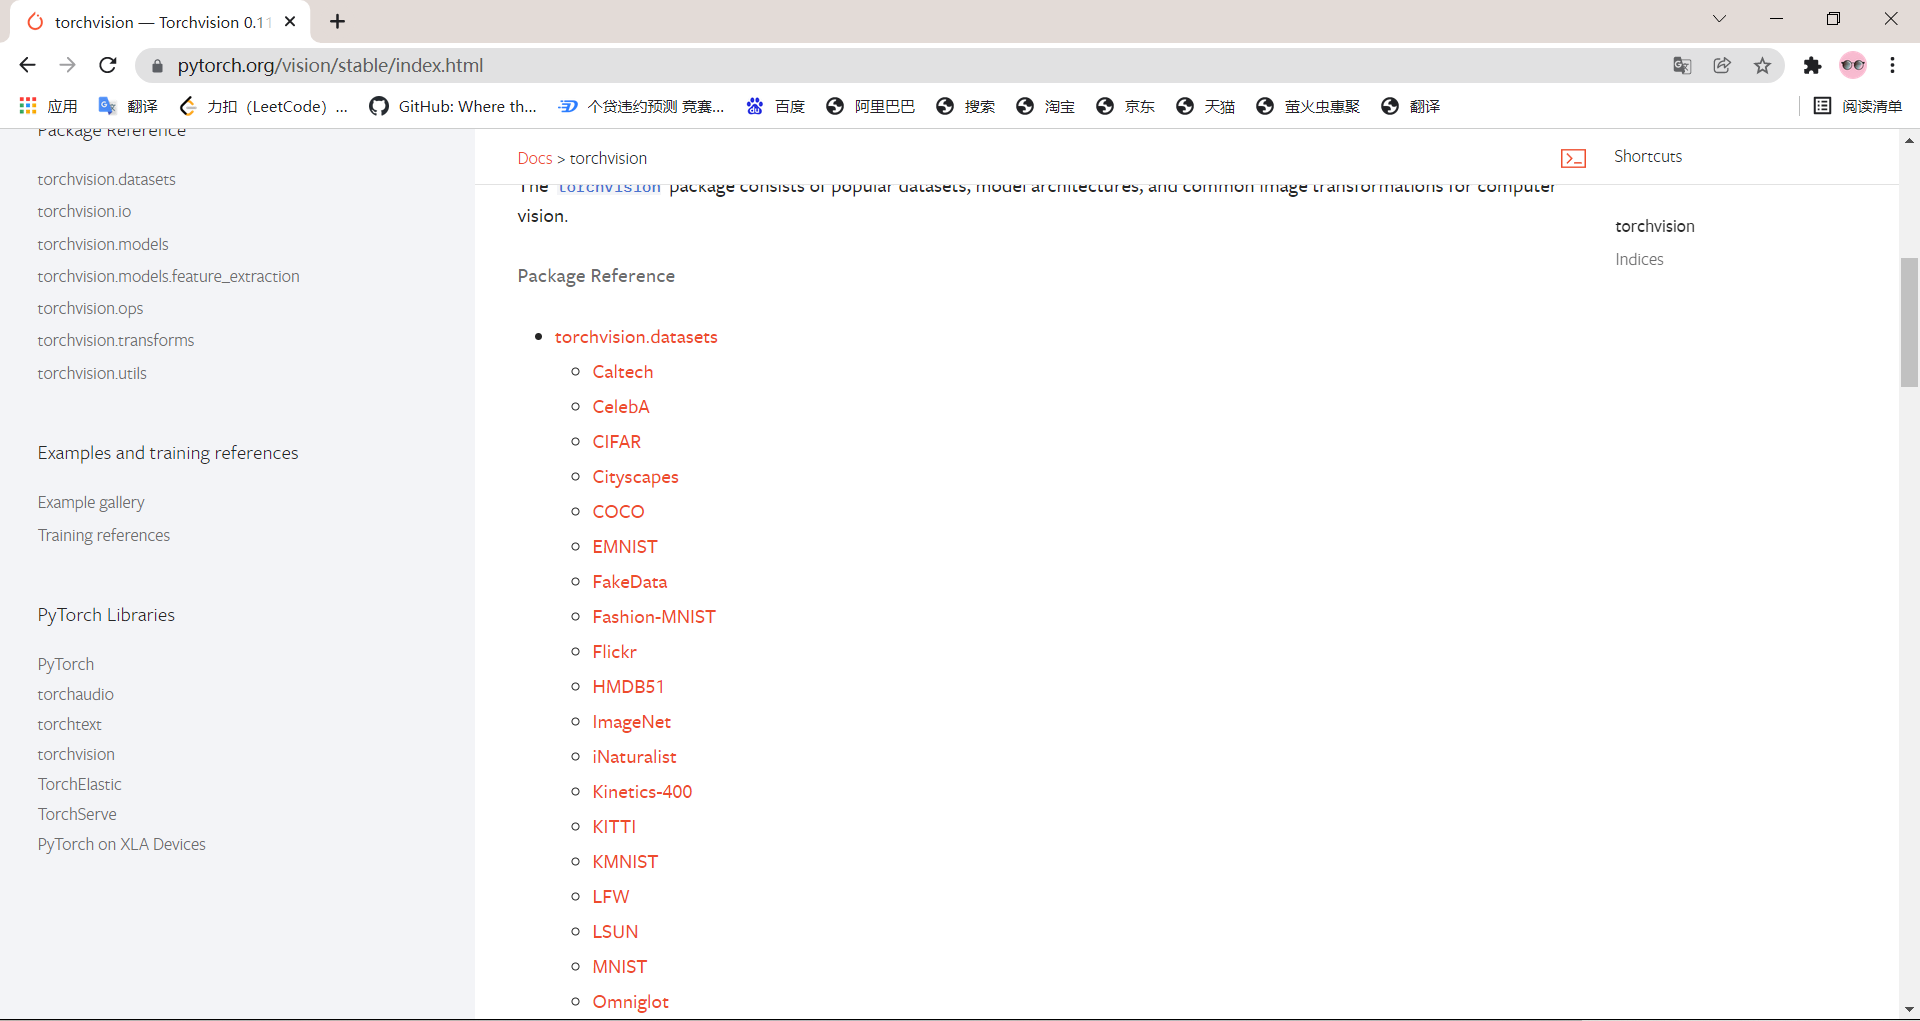 torchvision — Torchvision 0.11
pytorch.org/vision/stable/index.html
应用 翻译 力扣（LeetCode）... GitHub: Where th... 个贷违约预测 竞赛... 百度 阿里巴巴 搜索 淘宝 京东 天猫 萤火虫惠聚 翻译 阅读清单
Package Reference
torchvision.datasets
torchvision.io
torchvision.models
torchvision.models.feature_extraction
torchvision.ops
torchvision.transforms
torchvision.utils
Examples and training references
Example gallery
Training references
PyTorch Libraries
PyTorch
torchaudio
torchtext
torchvision
TorchElastic
TorchServe
PyTorch on XLA Devices
Docs > torchvision
The torchvision package consists of popular datasets, model architectures, and common image transformations for computer
vision.
Package Reference
torchvision.datasets
Caltech
CelebA
CIFAR
Cityscapes
COCO
EMNIST
FakeData
Fashion-MNIST
Flickr
HMDB51
ImageNet
iNaturalist
Kinetics-400
KITTI
KMNIST
LFW
LSUN
MNIST
Omniglot
Shortcuts
torchvision
Indices